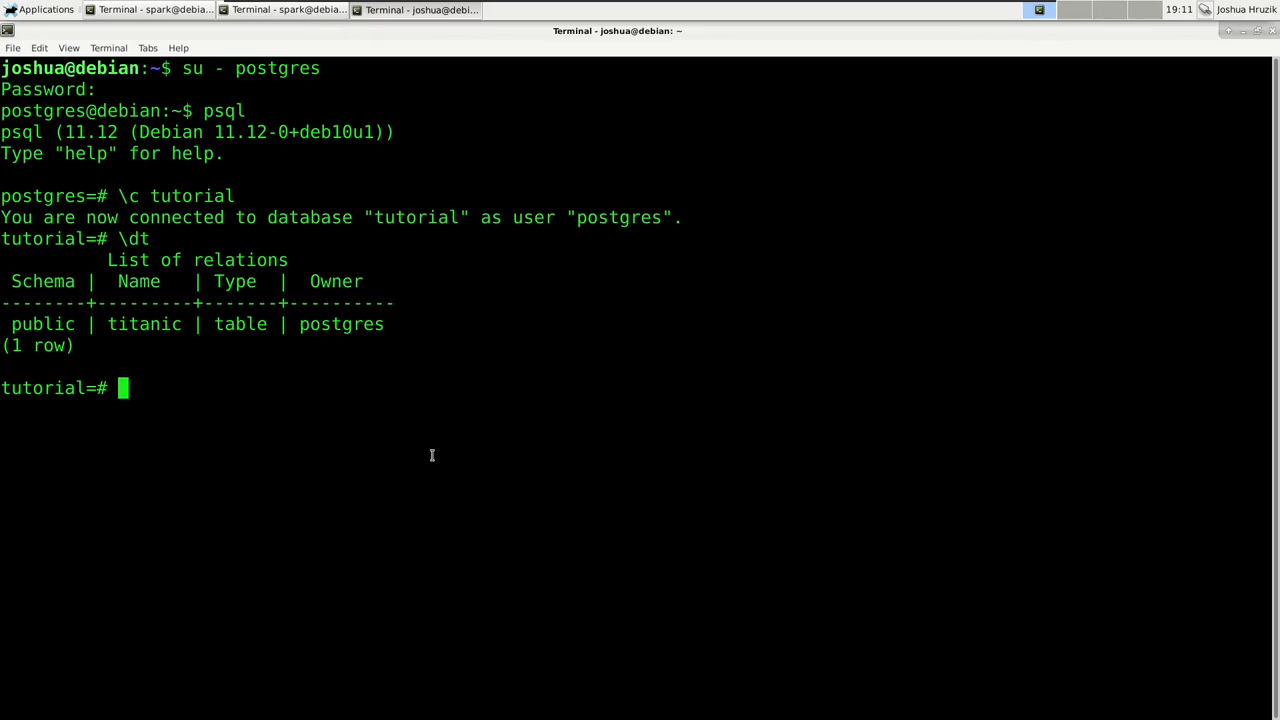 Applications
Terminal - spark@debia...
Terminal - spark@debia...
Terminal - joshua@debi...
19:11
Joshua Hruzik
Terminal - joshua@debian: ~
File Edit View Terminal Tabs Help
joshua@debian:~$ su - postgres
Password:
postgres@debian:~$ psql
psql (11.12 (Debian 11.12-0+deb10u1))
Type "help" for help.
postgres=# \c tutorial
You are now connected to database "tutorial" as user "postgres".
tutorial=# \dt
List of relations
Schema | Name | Type | Owner
--------+---------+-------+----------
public | titanic | table | postgres
(1 row)
tutorial=#